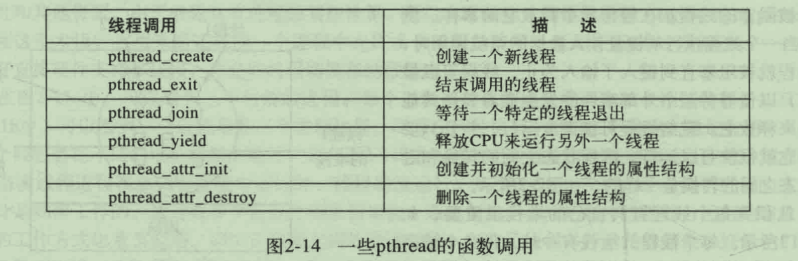 线程调用 描 述
pthread_create 创建一个新线程
pthread_exit 结束调用的线程
pthread_join 等待一个特定的线程退出
pthread_yield 释放CPU来运行另外一个线程
pthread_attr_init 创建并初始化一个线程的属性结构
pthread_attr_destroy 删除一个线程的属性结构
图2-14 一些pthread的函数调用